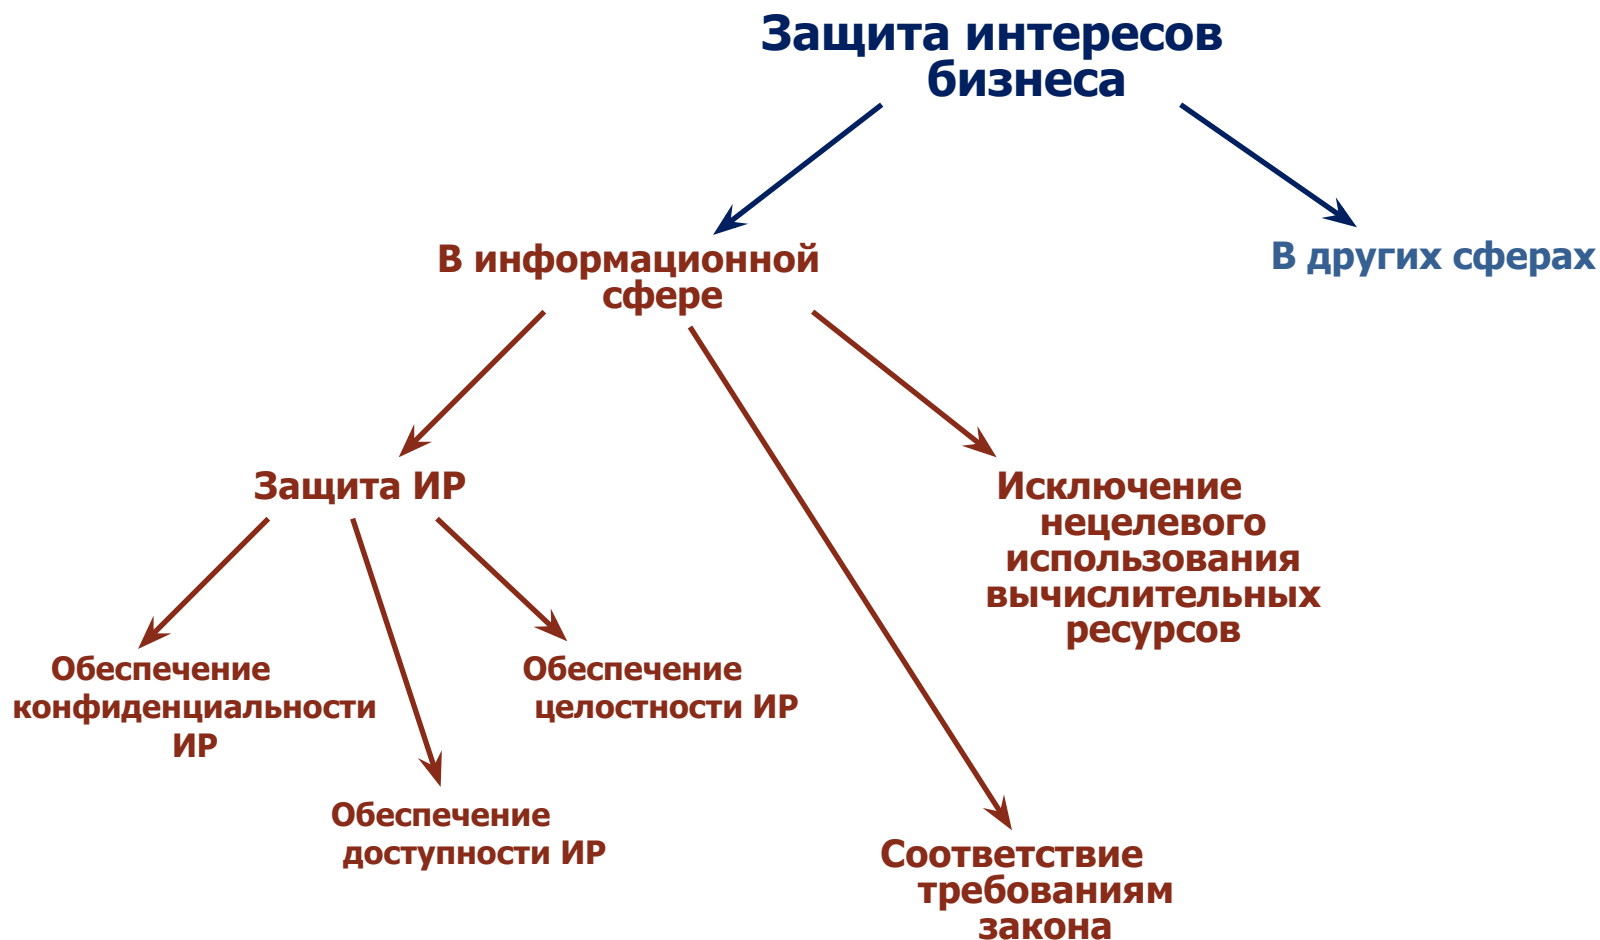 Защита интересов
бизнеса
В информационной
сфере
В других сферах
Защита ИР
Исключение
нецелевого
использования
вычислительных
ресурсов
Обеспечение
конфиденциальности
ИР
Обеспечение
целостности ИР
Обеспечение
доступности ИР
Соответствие
требованиям
закона